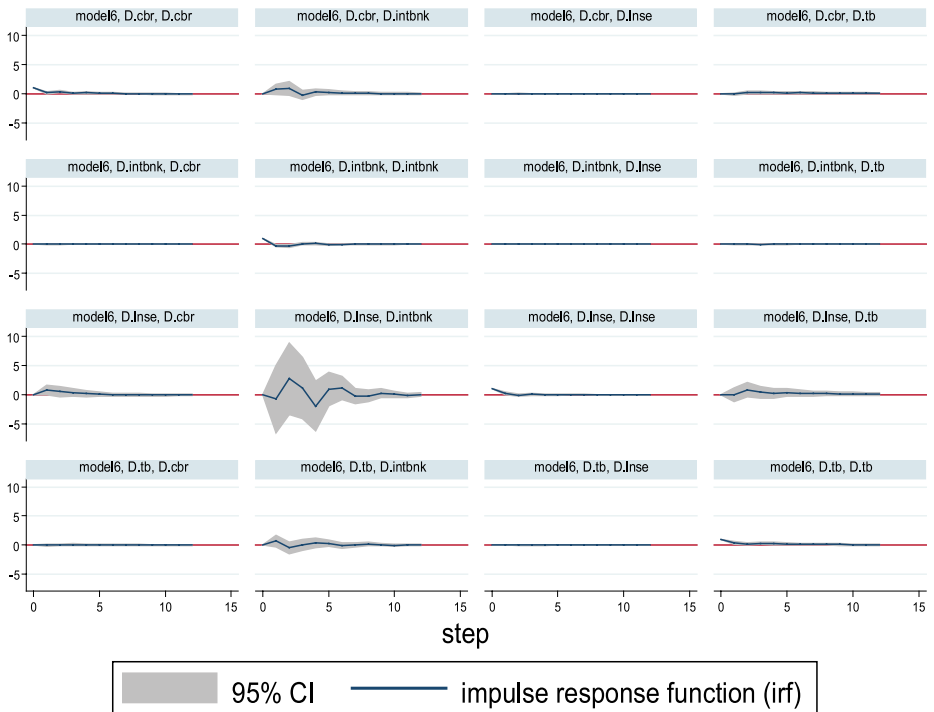 model6, D.cbr, D.cbr
model6, D.cbr, D.intbnk
model6, D.cbr, D.lnse
model6, D.cbr, D.tb
10
5
0
-5
model6, D.intbnk, D.cbr
model6, D.intbnk, D.intbnk
model6, D.intbnk, D.lnse
model6, D.intbnk, D.tb
10
5
0
-5
model6, D.lnse, D.cbr
model6, D.lnse, D.intbnk
model6, D.lnse, D.lnse
model6, D.lnse, D.tb
10
5
0
-5
model6, D.tb, D.cbr
model6, D.tb, D.intbnk
model6, D.tb, D.lnse
model6, D.tb, D.tb
10
5
0
-5
0 5 10 15
0 5 10 15
0 5 10 15
0 5 10 15
step
95% CI
impulse response function (irf)